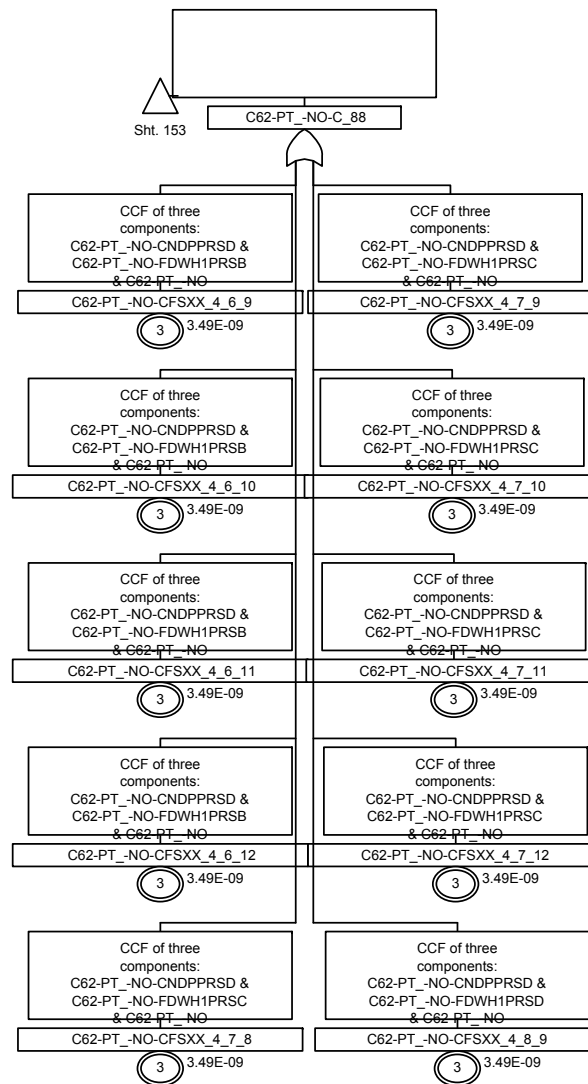 Sht. 153
C62-PT_-NO-C_88
CCF of three
components:
C62-PT_-NO-CNDPPRSD &
C62-PT_-NO-FDWH1PRSB
& C62-PT_-NO
C62-PT_-NO-CFSXX_4_6_9
3
3.49E-09
CCF of three
components:
C62-PT_-NO-CNDPPRSD &
C62-PT_-NO-FDWH1PRSC
& C62-PT_-NO
C62-PT_-NO-CFSXX_4_7_9
3
3.49E-09
CCF of three
components:
C62-PT_-NO-CNDPPRSD &
C62-PT_-NO-FDWH1PRSB
& C62-PT_-NO
C62-PT_-NO-CFSXX_4_6_10
3
3.49E-09
CCF of three
components:
C62-PT_-NO-CNDPPRSD &
C62-PT_-NO-FDWH1PRSC
& C62-PT_-NO
C62-PT_-NO-CFSXX_4_7_10
3
3.49E-09
CCF of three
components:
C62-PT_-NO-CNDPPRSD &
C62-PT_-NO-FDWH1PRSB
& C62-PT_-NO
C62-PT_-NO-CFSXX_4_6_11
3
3.49E-09
CCF of three
components:
C62-PT_-NO-CNDPPRSD &
C62-PT_-NO-FDWH1PRSC
& C62-PT_-NO
C62-PT_-NO-CFSXX_4_7_11
3
3.49E-09
CCF of three
components:
C62-PT_-NO-CNDPPRSD &
C62-PT_-NO-FDWH1PRSB
& C62-PT_-NO
C62-PT_-NO-CFSXX_4_6_12
3
3.49E-09
CCF of three
components:
C62-PT_-NO-CNDPPRSD &
C62-PT_-NO-FDWH1PRSC
& C62-PT_-NO
C62-PT_-NO-CFSXX_4_7_12
3
3.49E-09
CCF of three
components:
C62-PT_-NO-CNDPPRSD &
C62-PT_-NO-FDWH1PRSC
& C62-PT_-NO
C62-PT_-NO-CFSXX_4_7_8
3
3.49E-09
CCF of three
components:
C62-PT_-NO-CNDPPRSD &
C62-PT_-NO-FDWH1PRSD
& C62-PT_-NO
C62-PT_-NO-CFSXX_4_8_9
3
3.49E-09